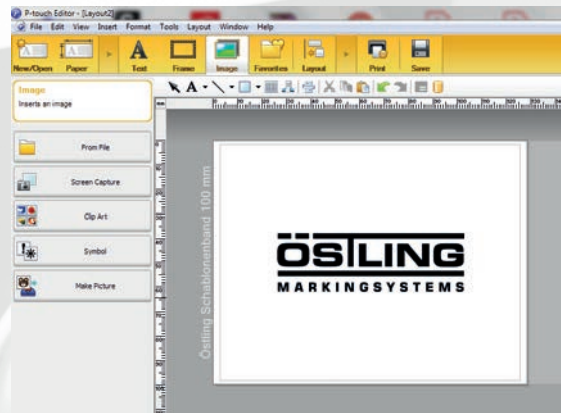 P-touch Editor - [Layout2]
File Edit View Insert Format Tools Layout Window Help
New/Open Paper Text Frame Image Favorites Layout Print Save
Image
Inserts an image
A
mm
From File
Screen Capture
Clip Art
Symbol
Make Picture
Östling Schablonenband 100 mm
ÖSTLING
MARKINGSYSTEMS